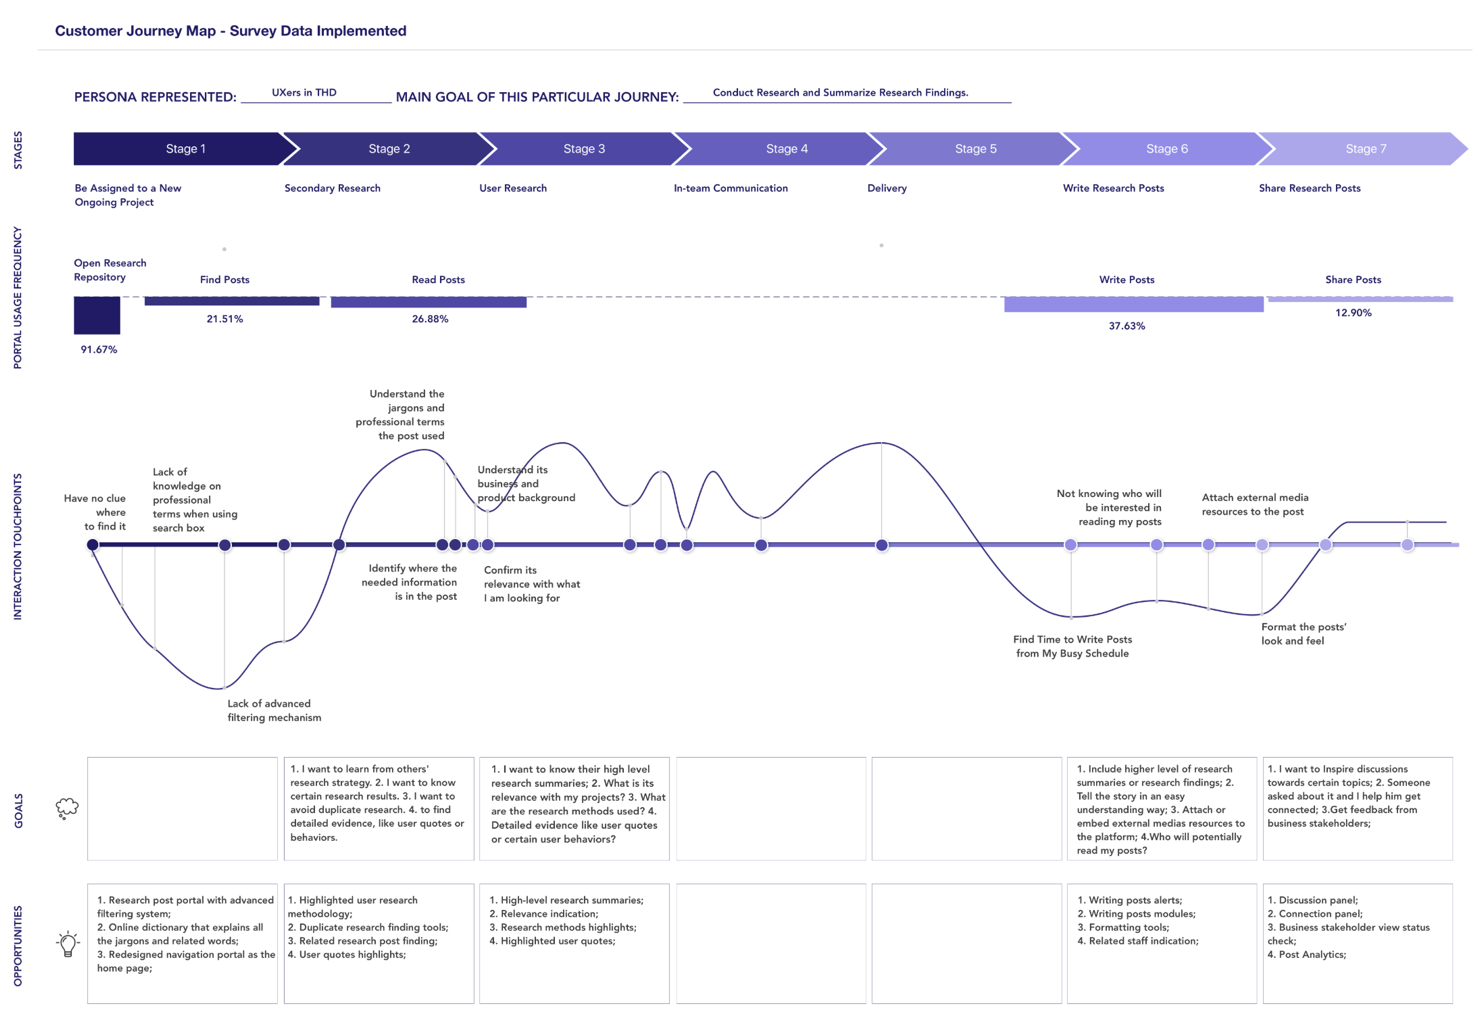 Customer Journey Map - Survey Data Implemented
PERSONA REPRESENTED: UXers in THD MAIN GOAL OF THIS PARTICULAR JOURNEY: Conduct Research and Summarize Research Findings.
STAGES
Stage 1
Stage 2
Stage 3
Stage 4
Stage 5
Stage 6
Stage 7
Be Assigned to a New
Ongoing Project
Secondary Research
User Research
In-team Communication
Delivery
Write Research Posts
Share Research Posts
PORTAL USAGE FREQUENCY
Open Research
Repository
91.67%
Find Posts
21.51%
Read Posts
26.88%
Write Posts
37.63%
Share Posts
12.90%
INTERACTION TOUCHPOINTS
Have no clue
where
to find it
Lack of
knowledge on
professional
terms when using
search box
Lack of advanced
filtering mechanism
Understand the
jargons and
professional terms
the post used
Identify where the
needed information
is in the post
Understand its
business and
product background
Confirm its
relevance with what
I am looking for
Not knowing who will
be interested in
reading my posts
Find Time to Write Posts
from My Busy Schedule
Attach external media
resources to the post
Format the posts'
look and feel
GOALS
1. I want to learn from others'
research strategy. 2. I want to know
certain research results. 3. I want to
avoid duplicate research. 4. to find
detailed evidence, like user quotes or
behaviors.
1. I want to know their high level
research summaries; 2. What is its
relevance with my projects? 3. What
are the research methods used? 4.
Detailed evidence like user quotes
or certain user behaviors?
1. Include higher level of research
summaries or research findings; 2.
Tell the story in an easy
understanding way; 3. Attach or
embed external medias resources to
the platform; 4.Who will potentially
read my posts?
1. I want to Inspire discussions
towards certain topics; 2. Someone
asked about it and I help him get
connected; 3.Get feedback from
business stakeholders;
OPPORTUNITIES
1. Research post portal with advanced
filtering system;
2. Online dictionary that explains all
the jargons and related words;
3. Redesigned navigation portal as the
home page;
1. Highlighted user research
methodology;
2. Duplicate research finding tools;
3. Related research post finding;
4. User quotes highlights;
1. High-level research summaries;
2. Relevance indication;
3. Research methods highlights;
4. Highlighted user quotes;
1. Writing posts alerts;
2. Writing posts modules;
3. Formatting tools;
4. Related staff indication;
1. Discussion panel;
2. Connection panel;
3. Business stakeholder view status
check;
4. Post Analytics;